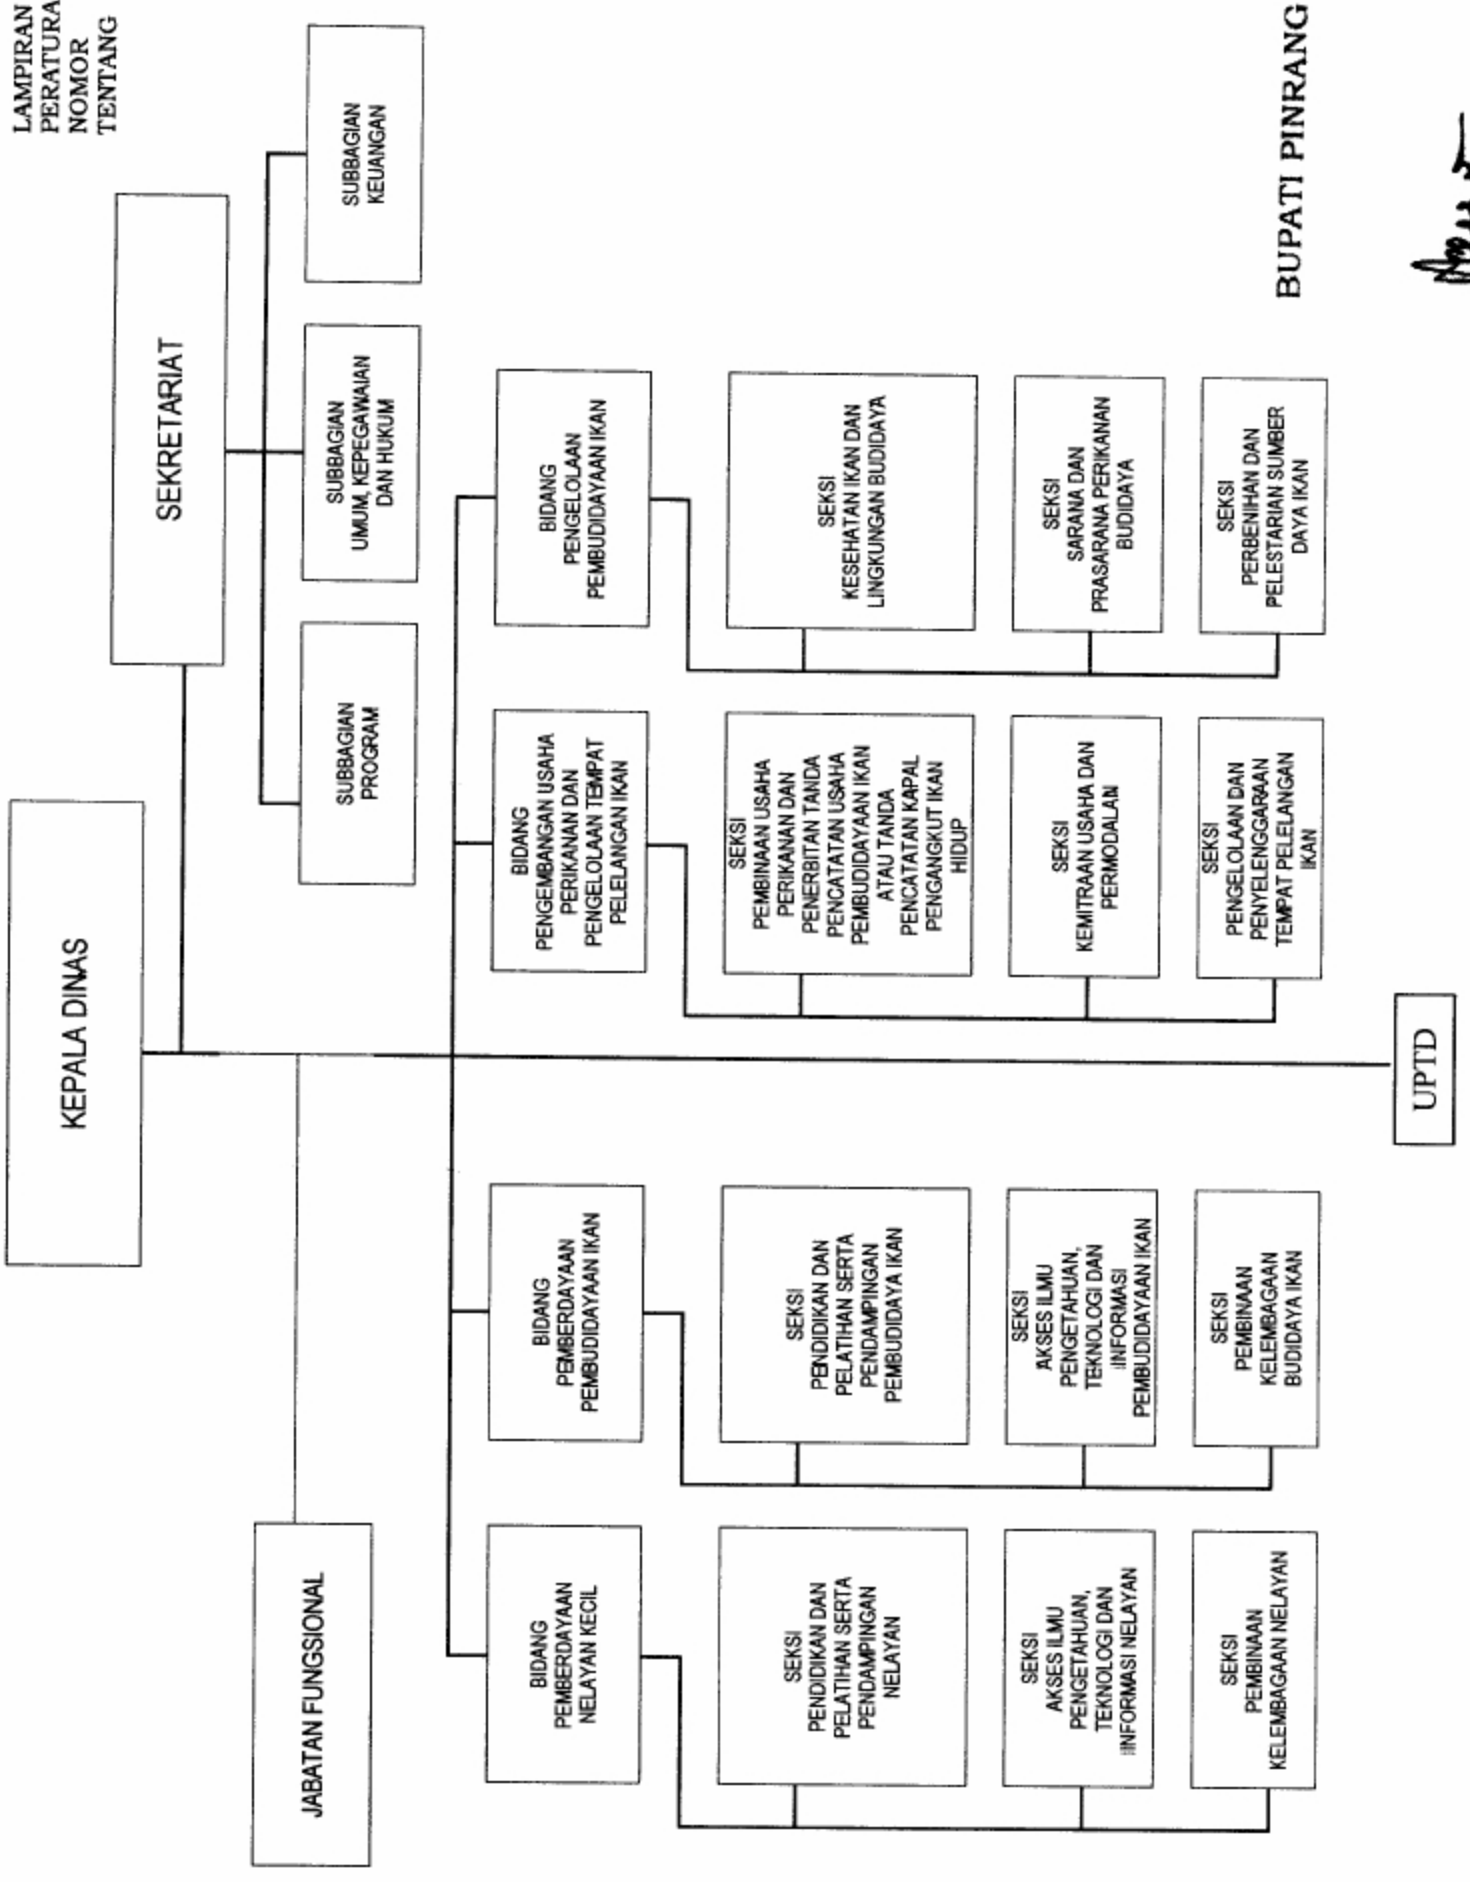 LAMPIRAN
PERATURA
NOMOR
TENTANG
KEPALA DINAS
SEKRETARIAT
JABATAN FUNGSIONAL
SUBBAGIAN
PROGRAM
SUBBAGIAN
UMUM, KEPEGAWAIAN
DAN HUKUM
SUBBAGIAN
KEUANGAN
BIDANG
PEMBERDAYAAN
NELAYAN KECIL
BIDANG
PEMBERDAYAAN
PEMBUDIDAYAAN IKAN
BIDANG
PENGEMBANGAN USAHA
PERIKANAN DAN
PENGELOLAAN TEMPAT
PELELANGAN IKAN
BIDANG
PENGELOLAAN
PEMBUDIDAYAAN IKAN
SEKSI
PENDIDIKAN DAN
PELATIHAN SERTA
PENDAMPINGAN
NELAYAN
SEKSI
PENDIDIKAN DAN
PELATIHAN SERTA
PENDAMPINGAN
PEMBUDIDAYA IKAN
SEKSI
PEMBINAAN USAHA
PERIKANAN DAN
PENERBITAN TANDA
PENCATATAN USAHA
PEMBUDIDAYAAN IKAN
ATAU TANDA
PENCATATAN KAPAL
PENGANGKUT IKAN
HIDUP
SEKSI
KESEHATAN IKAN DAN
LINGKUNGAN BUDIDAYA
SEKSI
AKSES ILMU
PENGETAHUAN,
TEKNOLOGI DAN
INFORMASI NELAYAN
SEKSI
AKSES ILMU
PENGETAHUAN,
TEKNOLOGI DAN
INFORMASI
PEMBUDIDAYAAN IKAN
SEKSI
KEMITRAAN USAHA DAN
PERMODALAN
SEKSI
SARANA DAN
PRASARANA PERIKANAN
BUDIDAYA
SEKSI
PEMBINAAN
KELEMBAGAAN NELAYAN
SEKSI
PEMBINAAN
KELEMBAGAAN
BUDIDAYA IKAN
SEKSI
PENGELOLAAN DAN
PENYELENGGARAAN
TEMPAT PELELANGAN
IKAN
SEKSI
PERBENIHAN DAN
PELESTARIAN SUMBER
DAYA IKAN
UPTD
BUPATI PINRANG